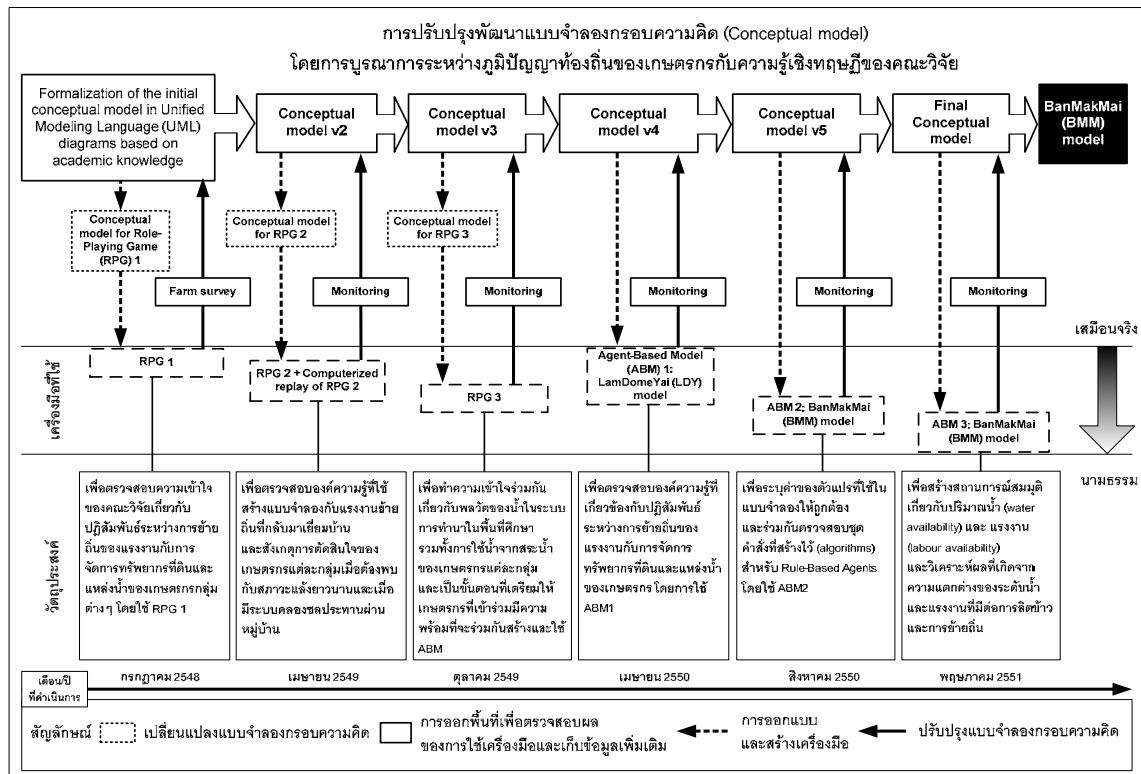 การปรับปรุงพัฒนาแบบจำลองกรอบความคิด (Conceptual model)
โดยการบูรณาการระหว่างภูมิปัญญาท้องถิ่นของเกษตรกรกับความรู้เชิงทฤษฎีของคณะวิจัย
Formalization of the initial
conceptual model in Unified
Modeling Language (UML)
diagrams based on
academic knowledge
Conceptual
model v2
Conceptual
model v3
Conceptual
model v4
Conceptual
model v5
Final
Conceptual
model
BanMakMai
(BMM)
model
Conceptual
model for Role-
Playing Game
(RPG) 1
Conceptual model
for RPG 2
Conceptual model
for RPG 3
Farm survey
Monitoring
Monitoring
Monitoring
Monitoring
Monitoring
เสมือนจริง
นามธรรม
เครื่องมือที่ใช้
RPG 1
RPG 2 + Computerized
replay of RPG 2
RPG 3
Agent-Based Model
(ABM) 1:
LamDomeYai (LDY)
model
ABM 2; BanMakMai
(BMM) model
ABM 3; BanMakMai
(BMM) model
วัตถุประสงค์
เพื่อตรวจสอบความเข้าใจ
ของคณะวิจัยเกี่ยวกับ
ปฏิสัมพันธ์ระหว่างการย้าย
ถิ่นของแรงงานกับการ
จัดการทรัพยากรที่ดินและ
แหล่งน้ำของเกษตรกรกลุ่ม
ต่างๆ โดยใช้ RPG 1
เพื่อตรวจสอบองค์ความรู้ที่ใช้
สร้างแบบจำลองกับแรงงานย้าย
ถิ่นที่กลับมาเยี่ยมบ้าน
และสังเกตุการตัดสินใจของ
เกษตรกรแต่ละกลุ่มเมื่อต้องพบ
กับสภาวะแล้งยาวนานและเมื่อ
มีระบบคลองชลประทานผ่าน
หมู่บ้าน
เพื่อทำความเข้าใจร่วมกัน
เกี่ยวกับพลวัตของน้ำในระบบ
การทำนาในพื้นที่ศึกษา
รวมทั้งการใช้น้ำจากสระน้ำ
ของเกษตรกรแต่ละกลุ่ม
และเป็นขั้นตอนที่เตรียมให้
เกษตรกรที่เข้าร่วมมีความ
พร้อมที่จะร่วมกันสร้างและใช้
ABM
เพื่อตรวจสอบองค์ความรู้ที่
เกี่ยวข้องกับปฏิสัมพันธ์
ระหว่างการย้ายถิ่นของ
แรงงานกับการจัดการ
ทรัพยากรที่ดินและแหล่งน้ำ
ของเกษตรกร โดยการใช้
ABM1
เพื่อระบุค่าของตัวแปรที่ใช้ใน
แบบจำลองให้ถูกต้อง
และร่วมกันตรวจสอบชุด
คำสั่งที่สร้างไว้ (algorithms)
สำหรับ Rule-Based Agents
โดยใช้ ABM2
เพื่อสร้างสถานการณ์สมมุติ
เกี่ยวกับปริมาณน้ำ (water
availability) และ แรงงาน
(labour availability)
และวิเคราะห์ผลที่เกิดจาก
ความแตกต่างของระดับน้ำ
และแรงงานที่มีต่อการผลิตข้าว
และการย้ายถิ่น
เดือน/ปี
ที่ดำเนินการ
กรกฎาคม 2548
เมษายน 2549
ตุลาคม 2549
เมษายน 2550
สิงหาคม 2550
พฤษภาคม 2551
สัญลักษณ์
เปลี่ยนแปลงแบบจำลองกรอบความคิด
การออกพื้นที่เพื่อตรวจสอบผล
ของการใช้เครื่องมือและเก็บข้อมูลเพิ่มเติม
การออกแบบ
และสร้างเครื่องมือ
ปรับปรุงแบบจำลองกรอบความคิด